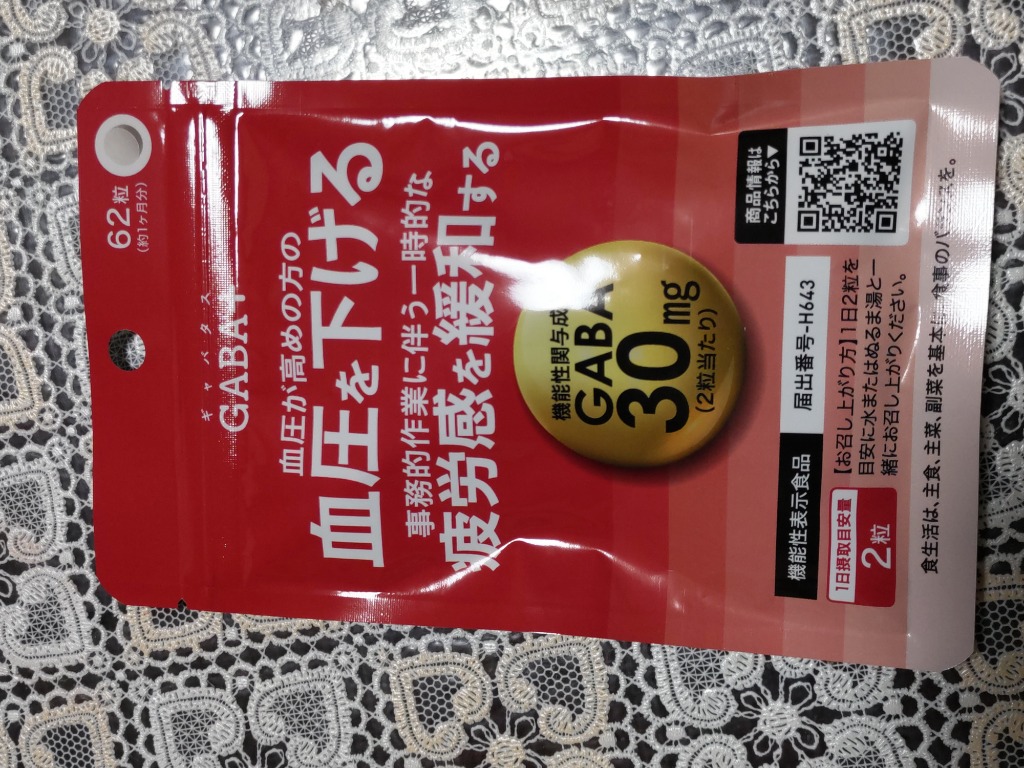 62粒
(約1ヶ月分)
ギャバタス
GABA
血圧が高めの方の
血圧を下げる
事務的作業に伴う一時的な
疲労感を緩和する
機能性関与成
GABA
30mg
(2粒当たり)
商品情報は
こちらから▼
機能性表示食品
届出番号-H643
1日摂取目安量
2粒
【お召し上がり方】1日2粒を
目安に水またはぬるま湯と一
緒にお召し上がりください。
食生活は、主食、主菜、副菜を基本に、食事のバ を。